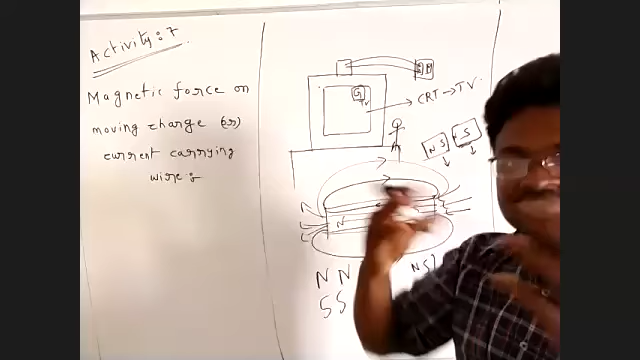 Activity: 7
Magnetic force on
moving charge (or)
current carrying
wire:
CRT → TV.
N S
S
N
N N
S S
N S